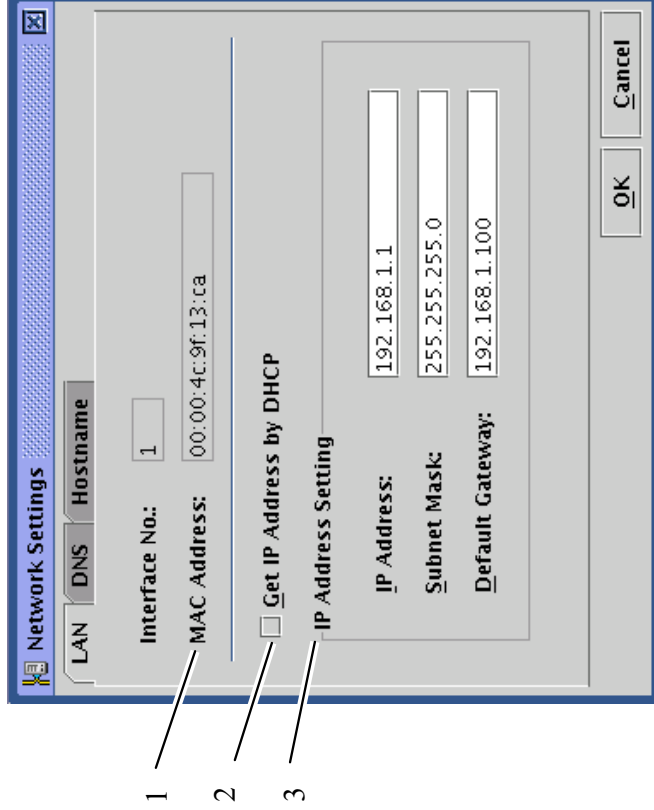 Network Settings
LAN DNS Hostname
Interface No.: 1
MAC Address: 00:00:4c:9f:13:ca
Get IP Address by DHCP
IP Address Setting
IP Address: 192.168.1.1
Subnet Mask: 255.255.255.0
Default Gateway: 192.168.1.100
OK Cancel
1
2
3